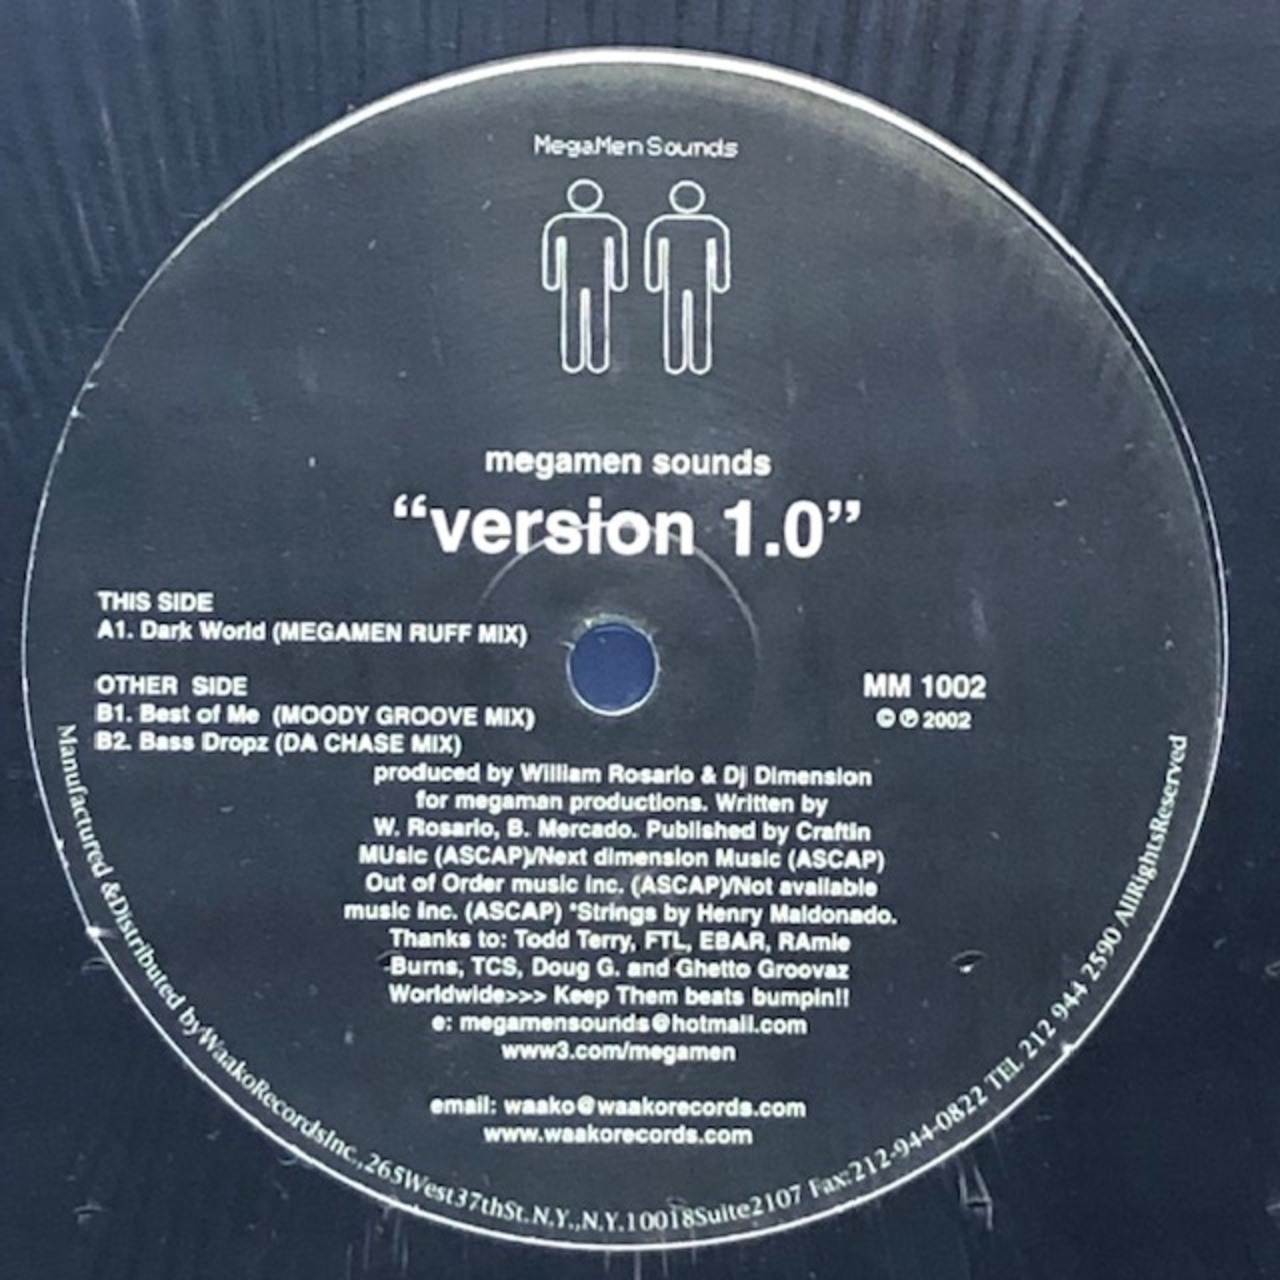 MegaMen Sounds
megamen sounds
“version 1.0”
THIS SIDE
A1. Dark World (MEGAMEN RUFF MIX)
OTHER SIDE
B1. Best of Me (MOODY GROOVE MIX)
B2. Bass Dropz (DA CHASE MIX)
MM 1002
© ℗ 2002
produced by William Rosario & Dj Dimension
for megaman productions. Written by
W. Rosario, B. Mercado. Published by Craftin
MUsic (ASCAP)/Next dimension Music (ASCAP)
Out of Order music inc. (ASCAP)/Not available
music Inc. (ASCAP) *Strings by Henry Maldonado.
Thanks to: Todd Terry, FTL, EBAR, RAmie
Burns, TCS, Doug G. and Ghetto Groovaz
Worldwide>>> Keep Them beats bumpin!!
e: megamensounds@hotmail.com
www3.com/megamen
email: waako@waakorecords.com
www.waakorecords.com
Manufactured &Distributed byWaakoRecordsInc.,265West37thSt.N.Y.,N.Y.10018Suite2107 Fax:212-944-0822 TEL 212 944 2590 AllRightsReserved